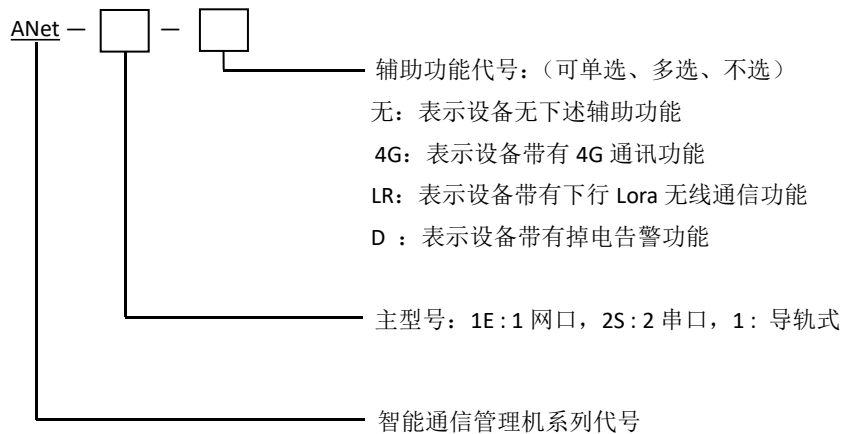 ANet — □ — □
辅助功能代号：（可单选、多选、不选）
无：表示设备无下述辅助功能
4G：表示设备带有 4G 通讯功能
LR：表示设备带有下行 Lora 无线通信功能
D ：表示设备带有掉电告警功能
主型号：1E : 1 网口，2S : 2 串口，1： 导轨式
智能通信管理机系列代号